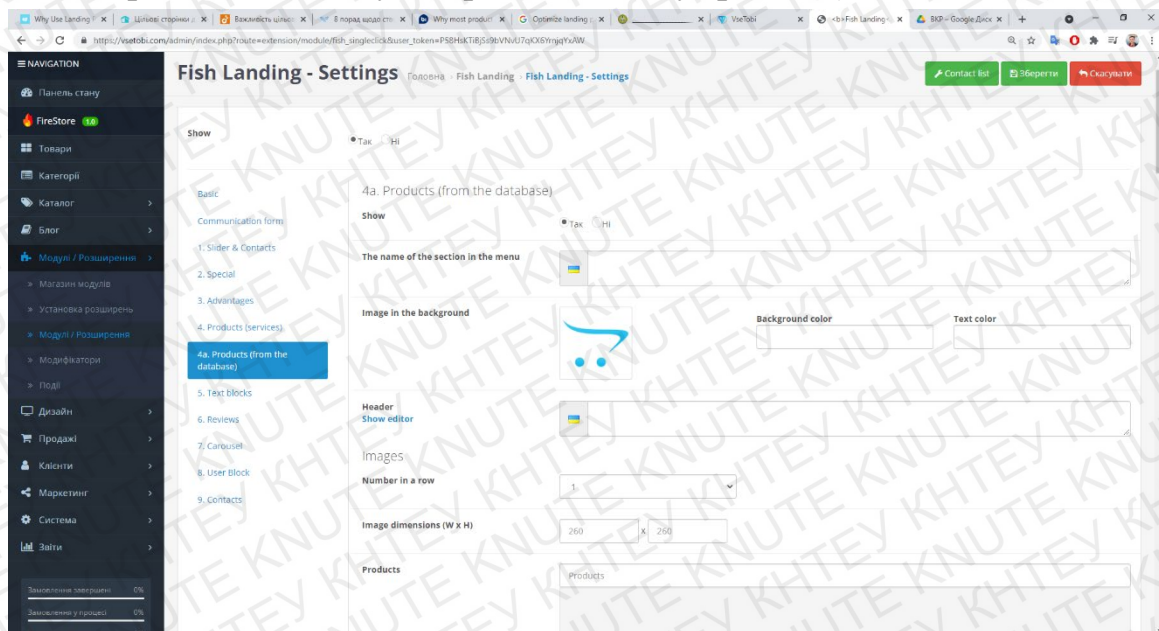 Why Use Landing P
Цільові сторінки
Важливість цільо
8 порад щодо ство
Why most product
Optimize landing
VseTobi
<b>Fish Landing
ВКР – Google Диск
https://vsetobi.com/admin/index.php?route=extension/module/fish_singleclick&user_token=
NAVIGATION
Fish Landing - Settings
Головна
Fish Landing
Fish Landing - Settings
Contact list
Зберегти
Скасувати
Панель стану
FireStore 1.0
Товари
Категорії
Каталог
Блог
Модулі / Розширення
» Магазин модулів
» Установка розширень
» Модулі / Розширення
» Модифікатори
» Події
Дизайн
Продажі
Клієнти
Маркетинг
Система
Звіти
Замовлення завершені 0%
Замовлення у процесі 0%
Show
Так Ні
Basic
Communication form
1. Slider & Contacts
2. Special
3. Advantages
4. Products (services)
4a. Products (from the
database)
5. Text blocks
6. Reviews
7. Carousel
8. User Block
9. Contacts
4a. Products (from the database)
Show
Так Ні
The name of the section in the menu
Image in the background
Background color
Text color
Header
Show editor
Images
Number in a row
1
Image dimensions (W x H)
260 x 260
Products
Products